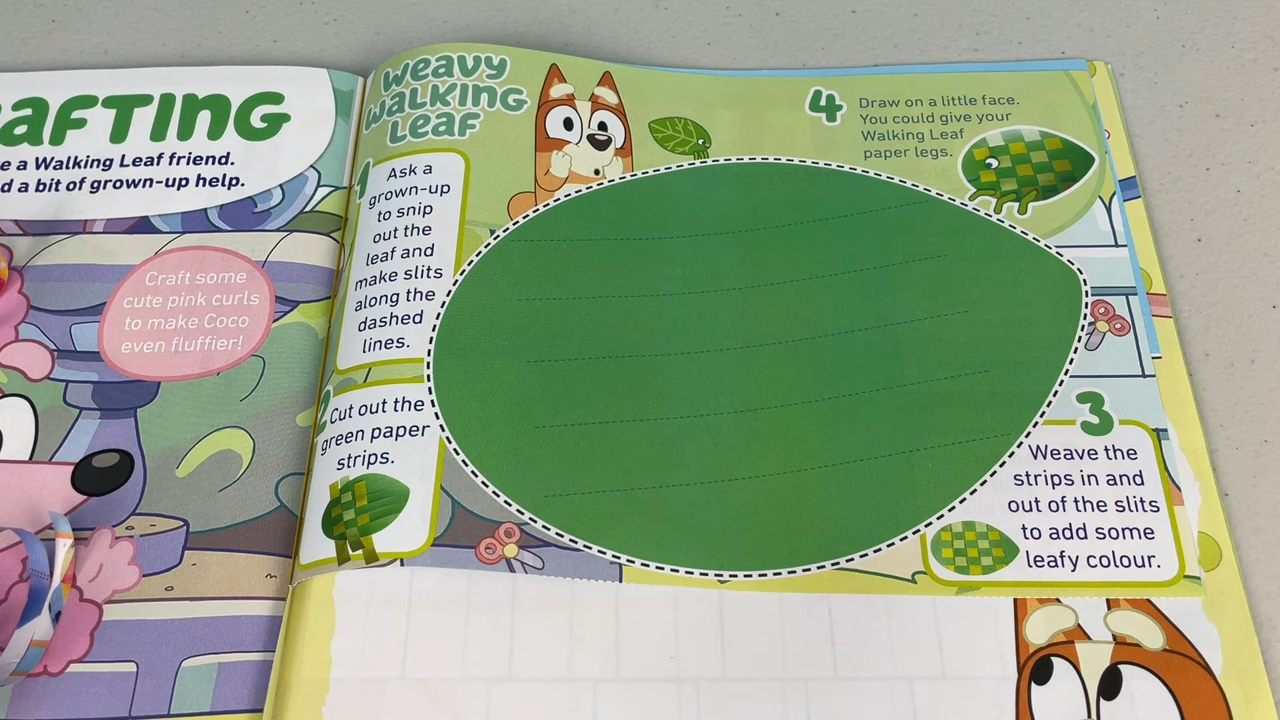 AFTING
e a Walking Leaf friend.
d a bit of grown-up help.
Craft some
cute pink curls
to make Coco
even fluffier!
WEAVY
WALKING
LEAF
1
Ask a
grown-up
to snip
out the
leaf and
make slits
along the
dashed
lines.
2
Cut out the
green paper
strips.
3
Weave the
strips in and
out of the slits
to add some
leafy colour.
4
Draw on a little face.
You could give your
Walking Leaf
paper legs.